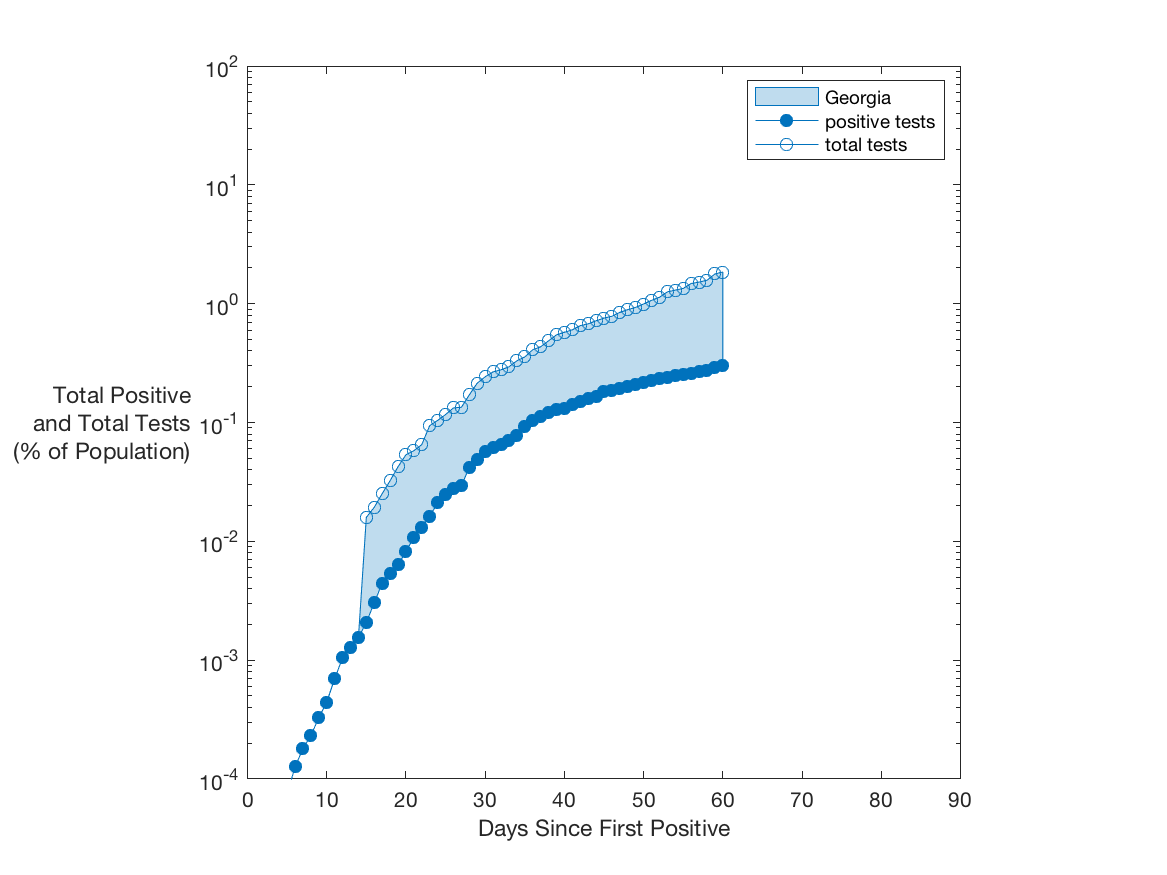 10^2
10^1
10^0
10^-1
10^-2
10^-3
10^-4
Total Positive
and Total Tests
(% of Population)
Georgia
positive tests
total tests
0 10 20 30 40 50 60 70 80 90
Days Since First Positive